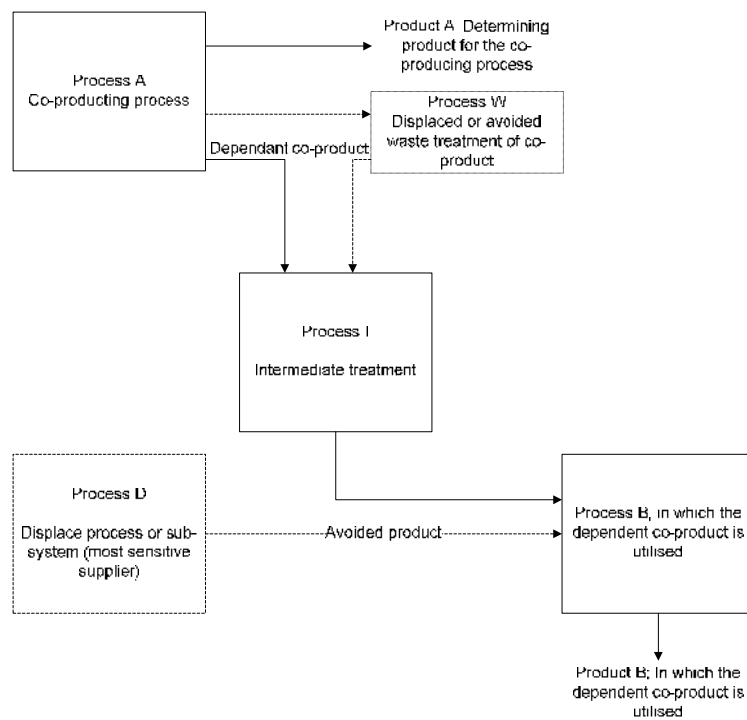 Product A Determining
product for the co-
producing process
Process A
Co-producting process
Process W
Displaced or avoided
waste treatment of co-
product
Dependant co-product
Process I
Intermediate treatment
Process D
Displace process or sub-
system (most sensitive
supplier)
Avoided product
Process B, in which the
dependent co-product is
utilised
Product B; In which the
dependent co-product is
utilised